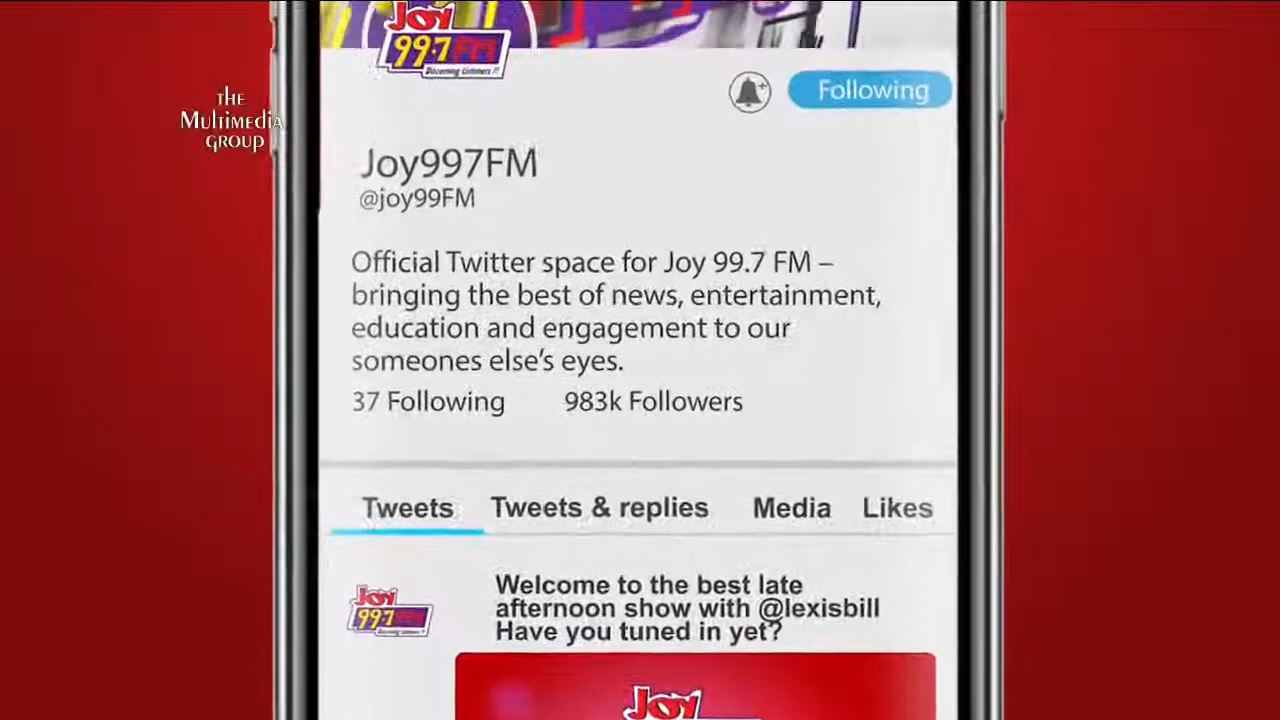 JOY
99.7 FM
Discerning Listeners !!
THE
MultimediA
GROUP
Following
Joy997FM
@joy99FM
Official Twitter space for Joy 99.7 FM –
bringing the best of news, entertainment,
education and engagement to our
someones else's eyes.
37 Following 983k Followers
Tweets Tweets & replies Media Likes
JOY
99.7 FM
Welcome to the best late
afternoon show with @lexisbill
Have you tuned in yet?
JOY